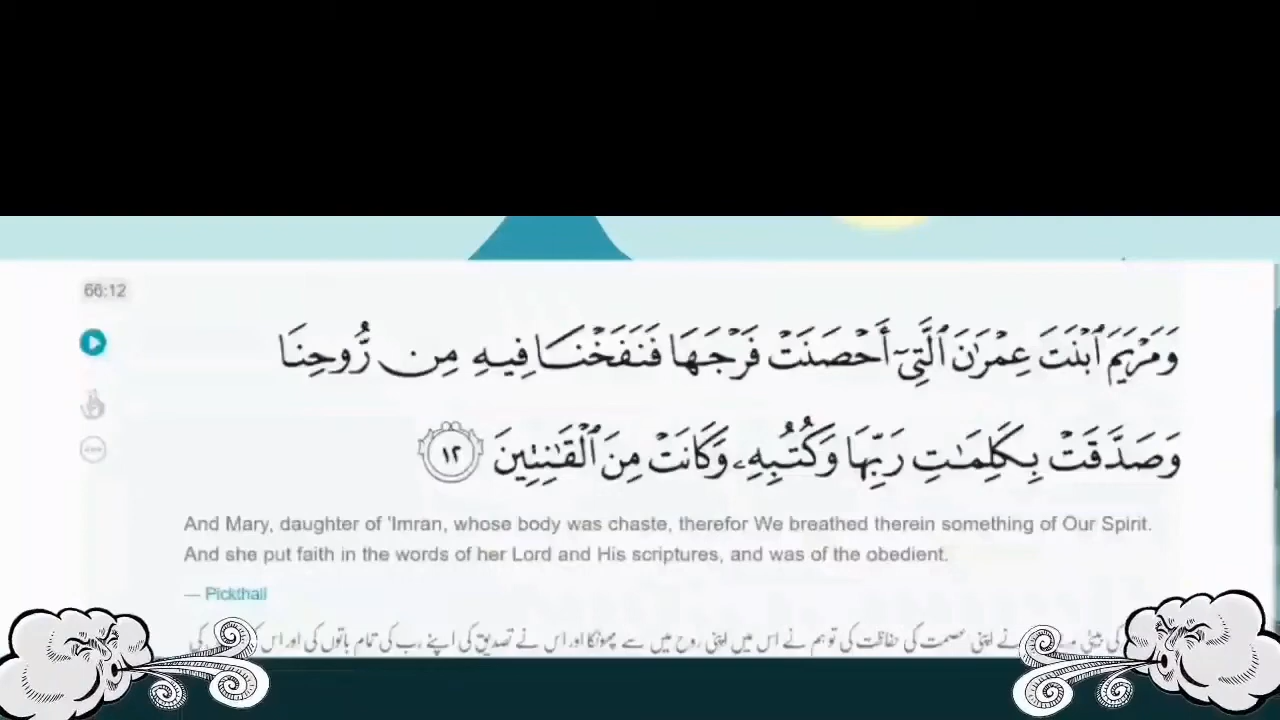 66:12
وَمَرْيَمَ ٱبْنَتَ عِمْرَٰنَ ٱلَّتِىٓ أَحْصَنَتْ فَرْجَهَا فَنَفَخْنَا فِيهِ مِن رُّوحِنَا
وَصَدَّقَتْ بِكَلِمَـٰتِ رَبِّهَا وَكُتُبِهِۦ وَكَانَتْ مِنَ ٱلْقَـٰنِتِينَ ١٢
And Mary, daughter of 'Imran, whose body was chaste, therefor We breathed therein something of Our Spirit.
And she put faith in the words of her Lord and His scriptures, and was of the obedient.
— Pickthall
کی بیٹی نے اپنی عصمت کی حفاظت کی تو ہم نے اس میں اپنی روح میں سے پھونکا اور اس نے تصدیق کی اپنے رب کی تمام باتوں کی اور اس کی